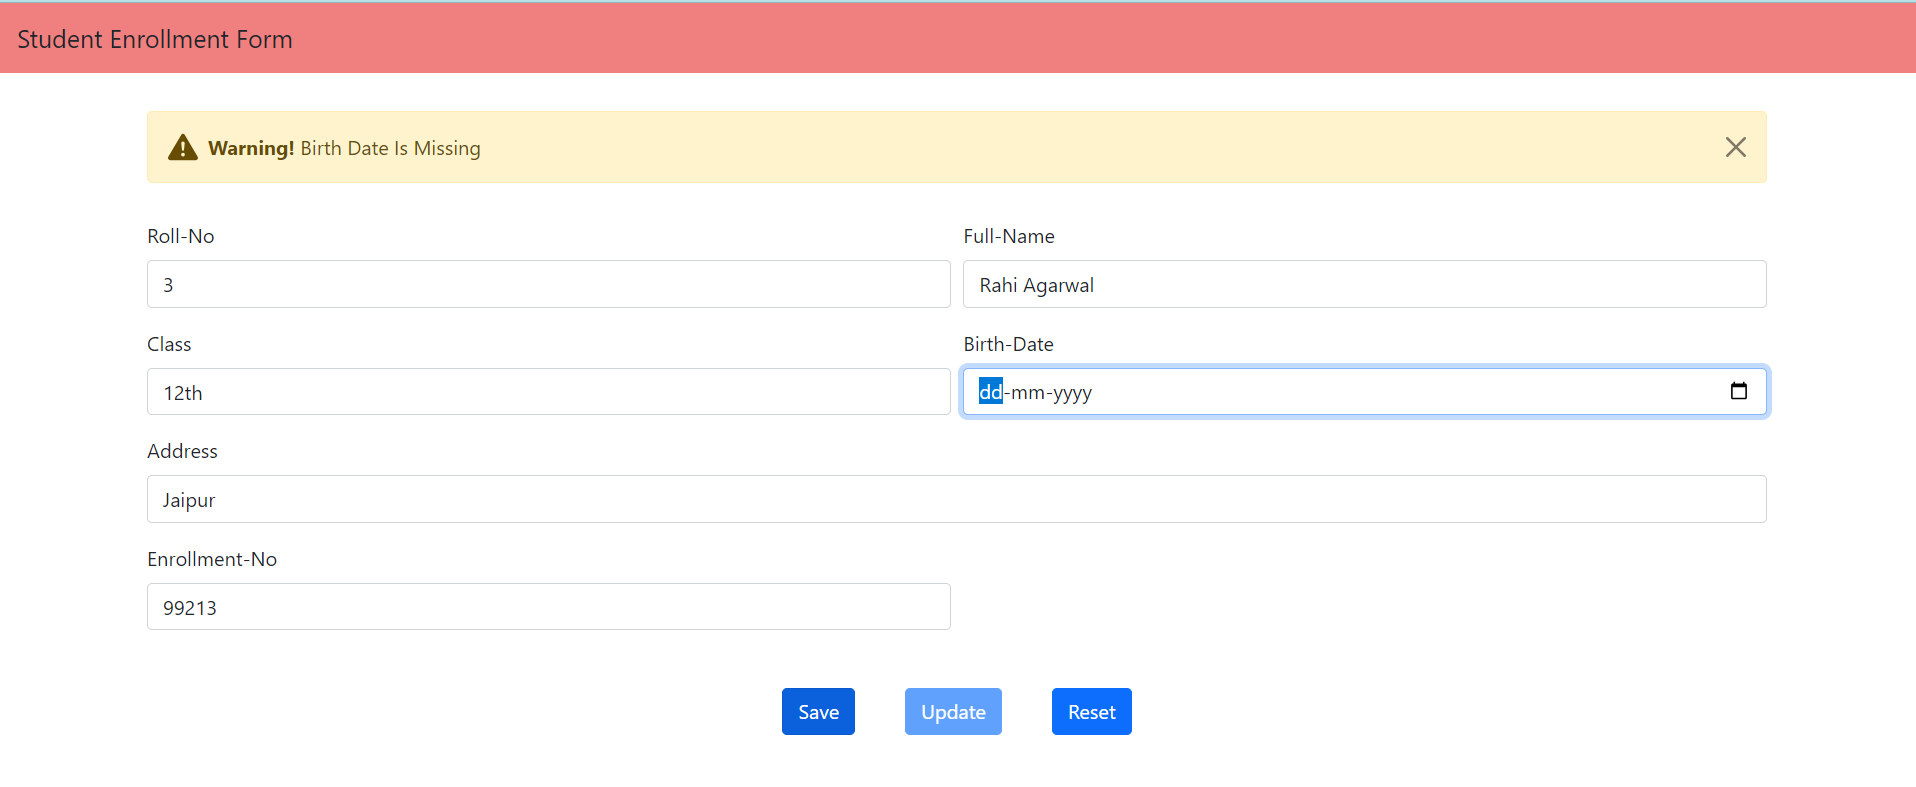 Student Enrollment Form
Warning! Birth Date Is Missing
Roll-No
Full-Name
3
Rahi Agarwal
Class
Birth-Date
12th
dd-mm-yyyy
Address
Jaipur
Enrollment-No
99213
Save
Update
Reset